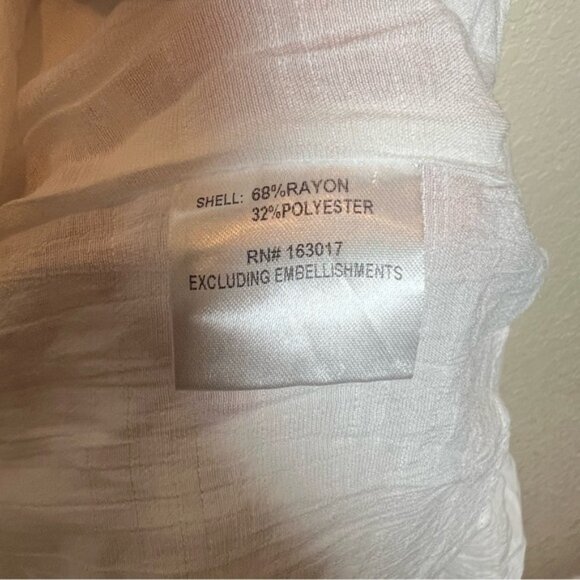 SHELL: 68%RAYON
32%POLYESTER
RN# 163017
EXCLUDING EMBELLISHMENTS